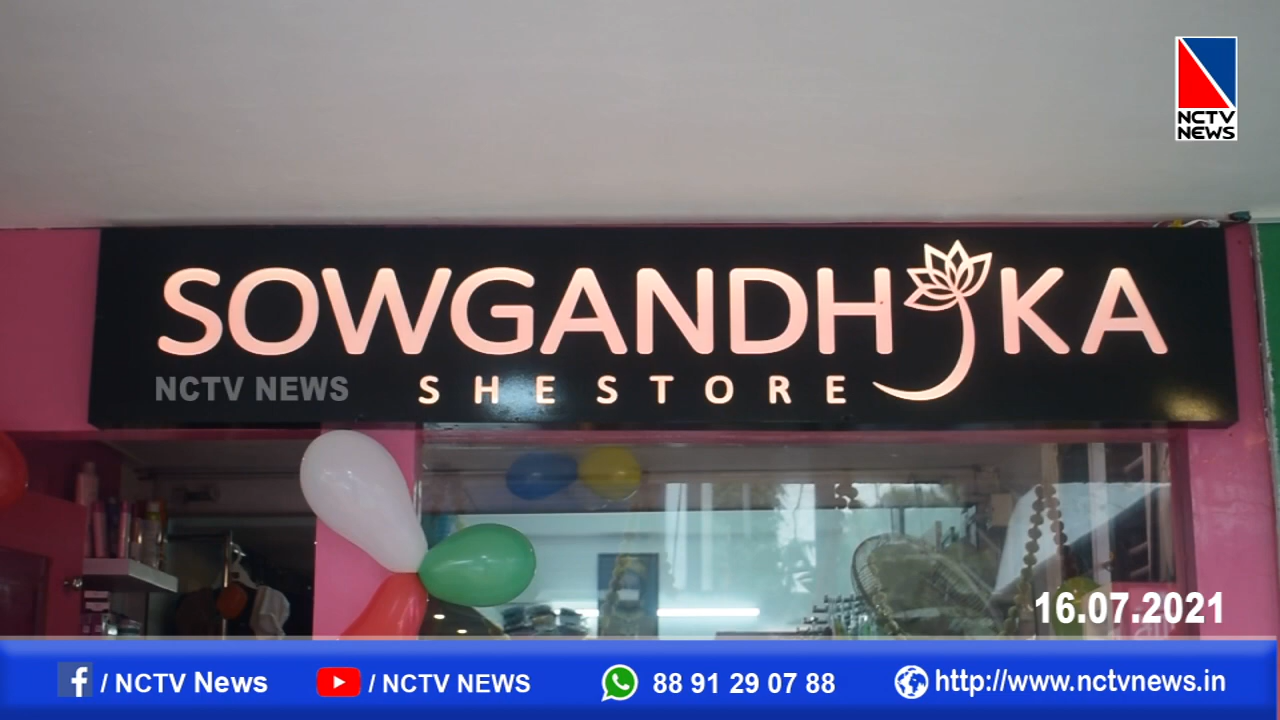 NCTV
NEWS
SOWGANDHIKA
SHESTORE
NCTV NEWS
16.07.2021
/ NCTV News
/ NCTV NEWS
88 91 29 07 88
http://www.nctvnews.in